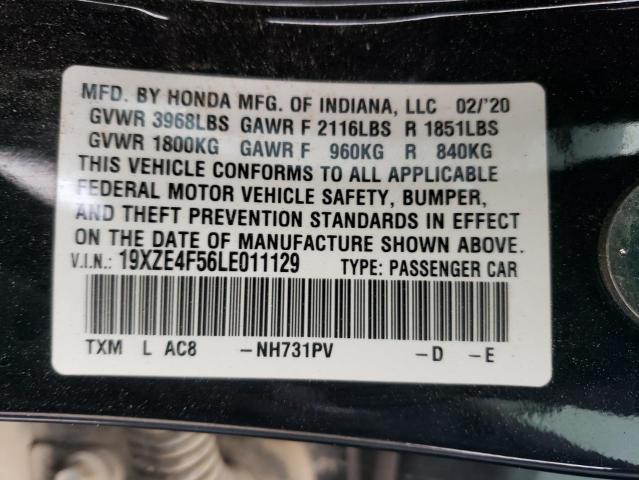 MFD. BY HONDA MFG. OF INDIANA, LLC 02/'20
GVWR 3968LBS GAWR F 2116LBS R 1851LBS
GVWR 1800KG GAWR F 960KG R 840KG
THIS VEHICLE CONFORMS TO ALL APPLICABLE
FEDERAL MOTOR VEHICLE SAFETY, BUMPER,
AND THEFT PREVENTION STANDARDS IN EFFECT
ON THE DATE OF MANUFACTURE SHOWN ABOVE.
V.I.N.: 19XZE4F56LE011129 TYPE: PASSENGER CAR
TXM L AC8 -NH731PV -D -E